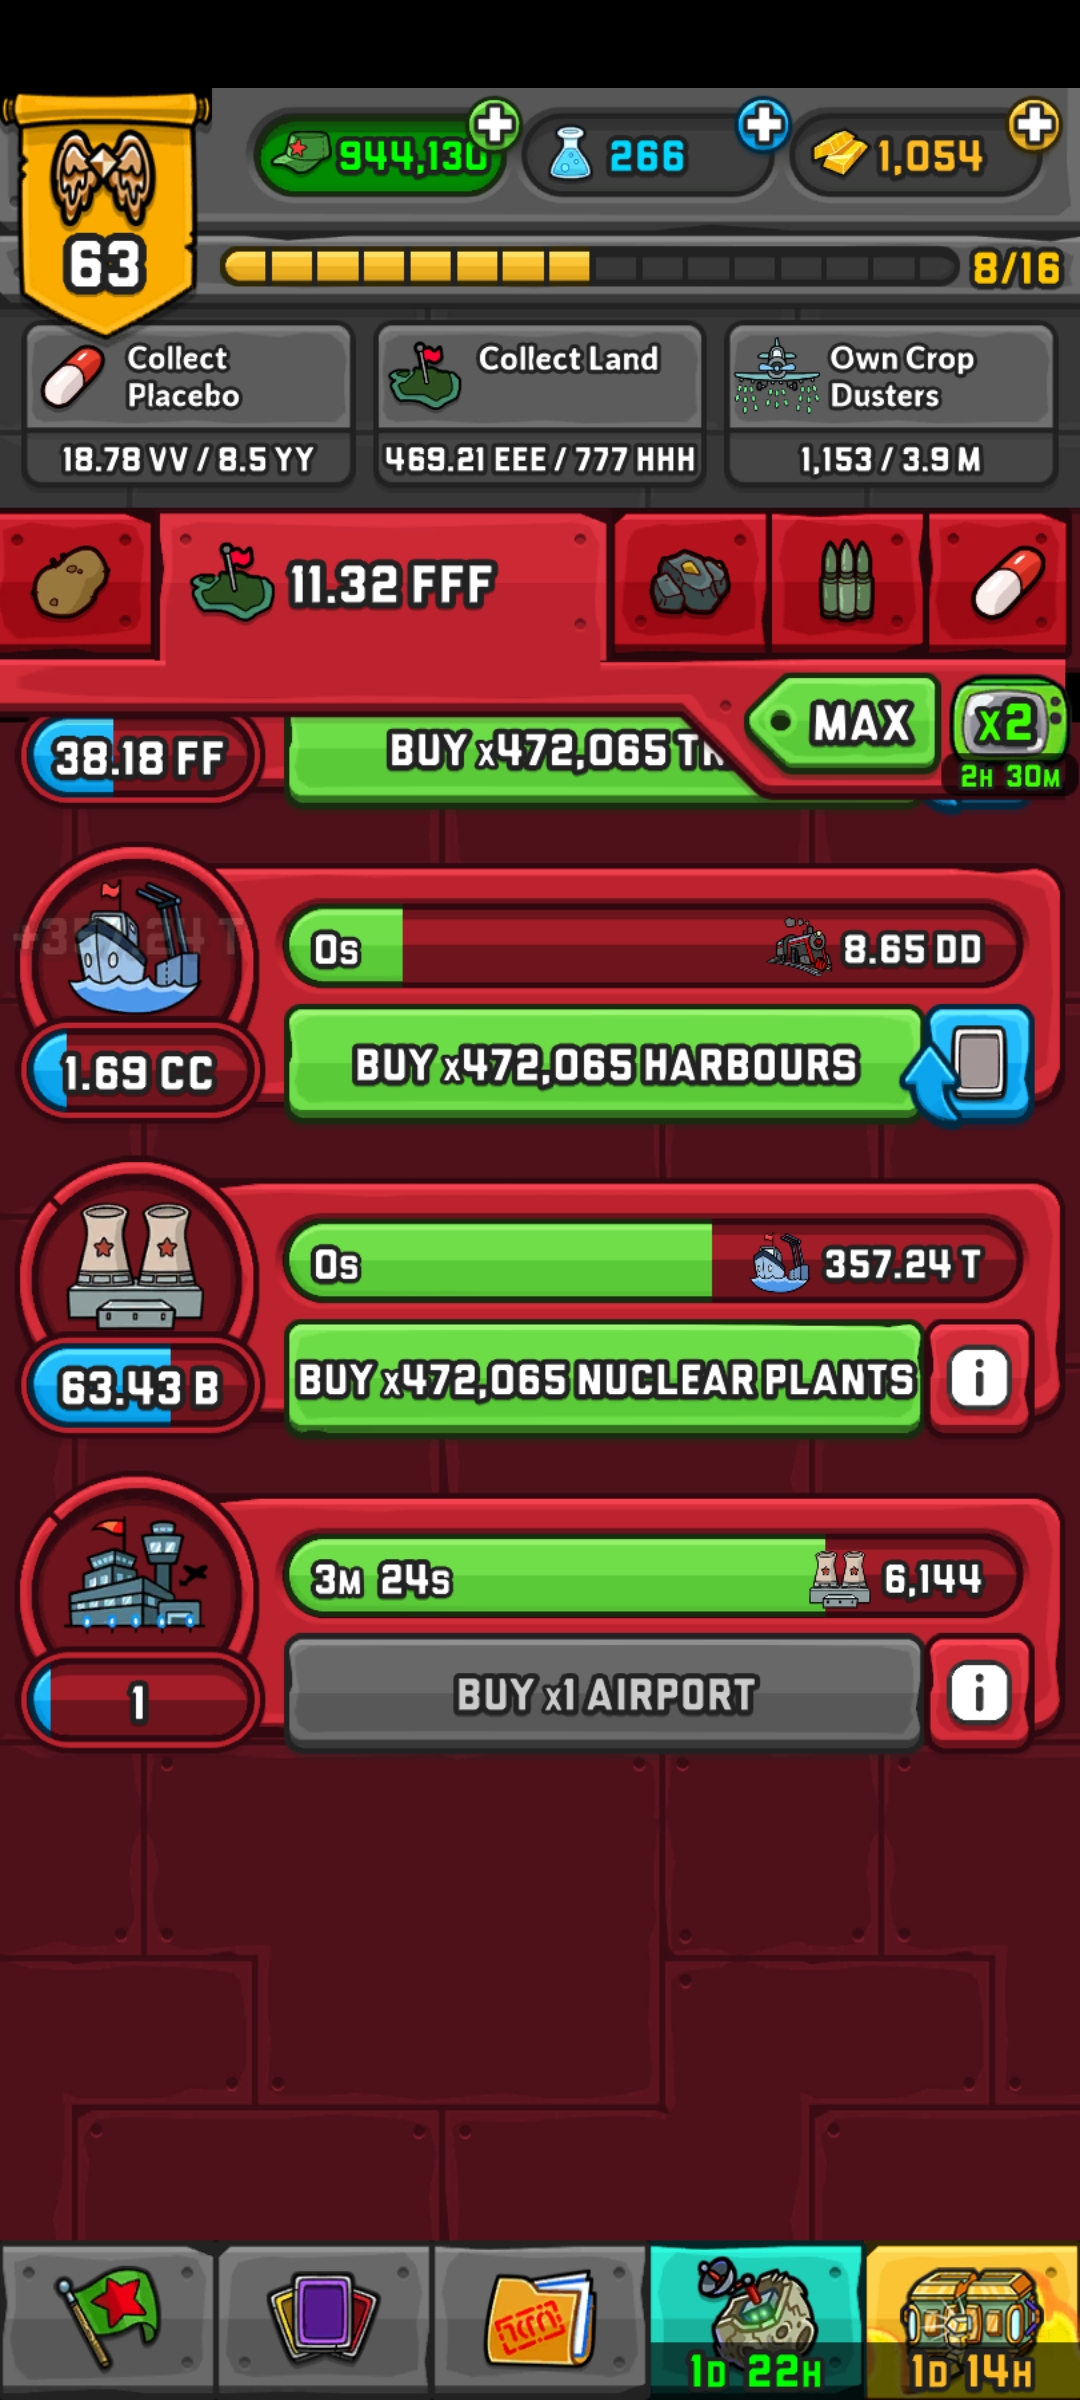 944,130
266
1,054
63
8/16
Collect
Placebo
18.78 VV / 8.5 YY
Collect Land
469.21 EEE / 777 HHH
Own Crop
Dusters
1,153 / 3.9 M
11.32 FFF
MAX
x2
2H 30M
38.18 FF
BUY x472,065
0s
8.65 DD
1.69 CC
BUY x472,065 HARBOURS
0s
357.24 T
63.43 B
BUY x472,065 NUCLEAR PLANTS
i
3M 24s
6,144
1
BUY x1 AIRPORT
i
1D 22H
1D 14H